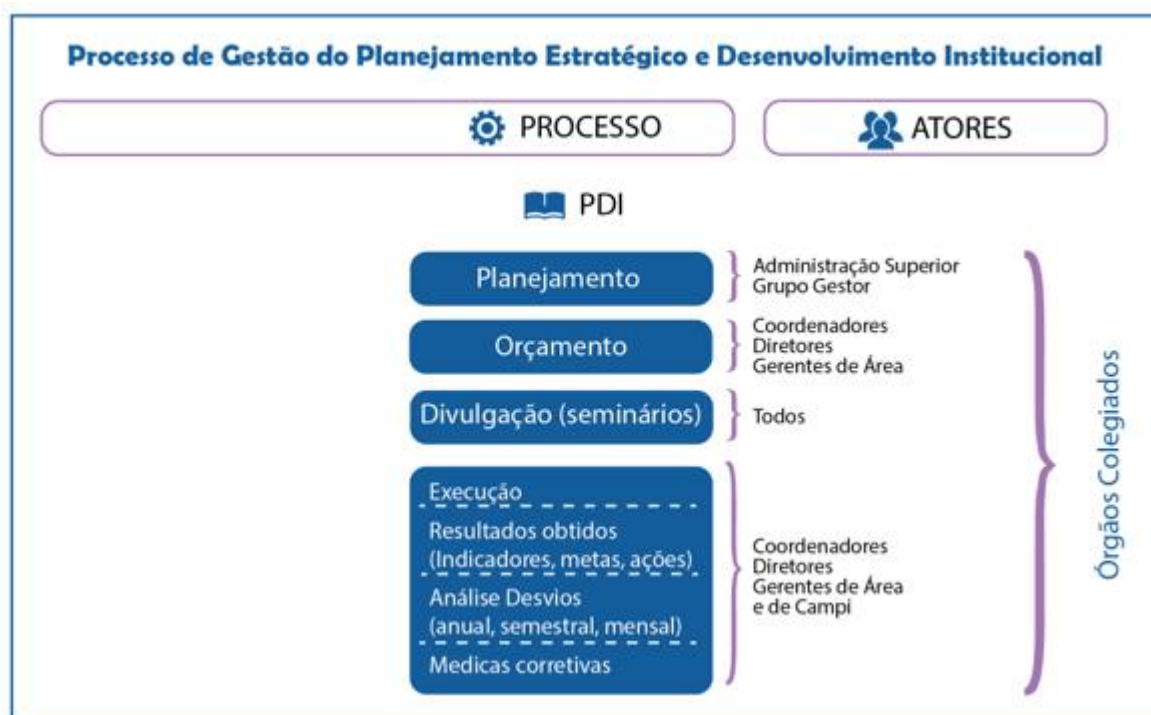 Processo de Gestão do Planejamento Estratégico e Desenvolvimento Institucional
PROCESSO
ATORES
PDI
Planejamento
Administração Superior
Grupo Gestor
Orçamento
Coordenadores
Diretores
Gerentes de Área
Divulgação (seminários)
Todos
Execução
Resultados obtidos
(Indicadores, metas, ações)
Análise Desvios
(anual, semestral, mensal)
Medicas corretivas
Coordenadores
Diretores
Gerentes de Área
e de Campi
Órgãos Colegiados